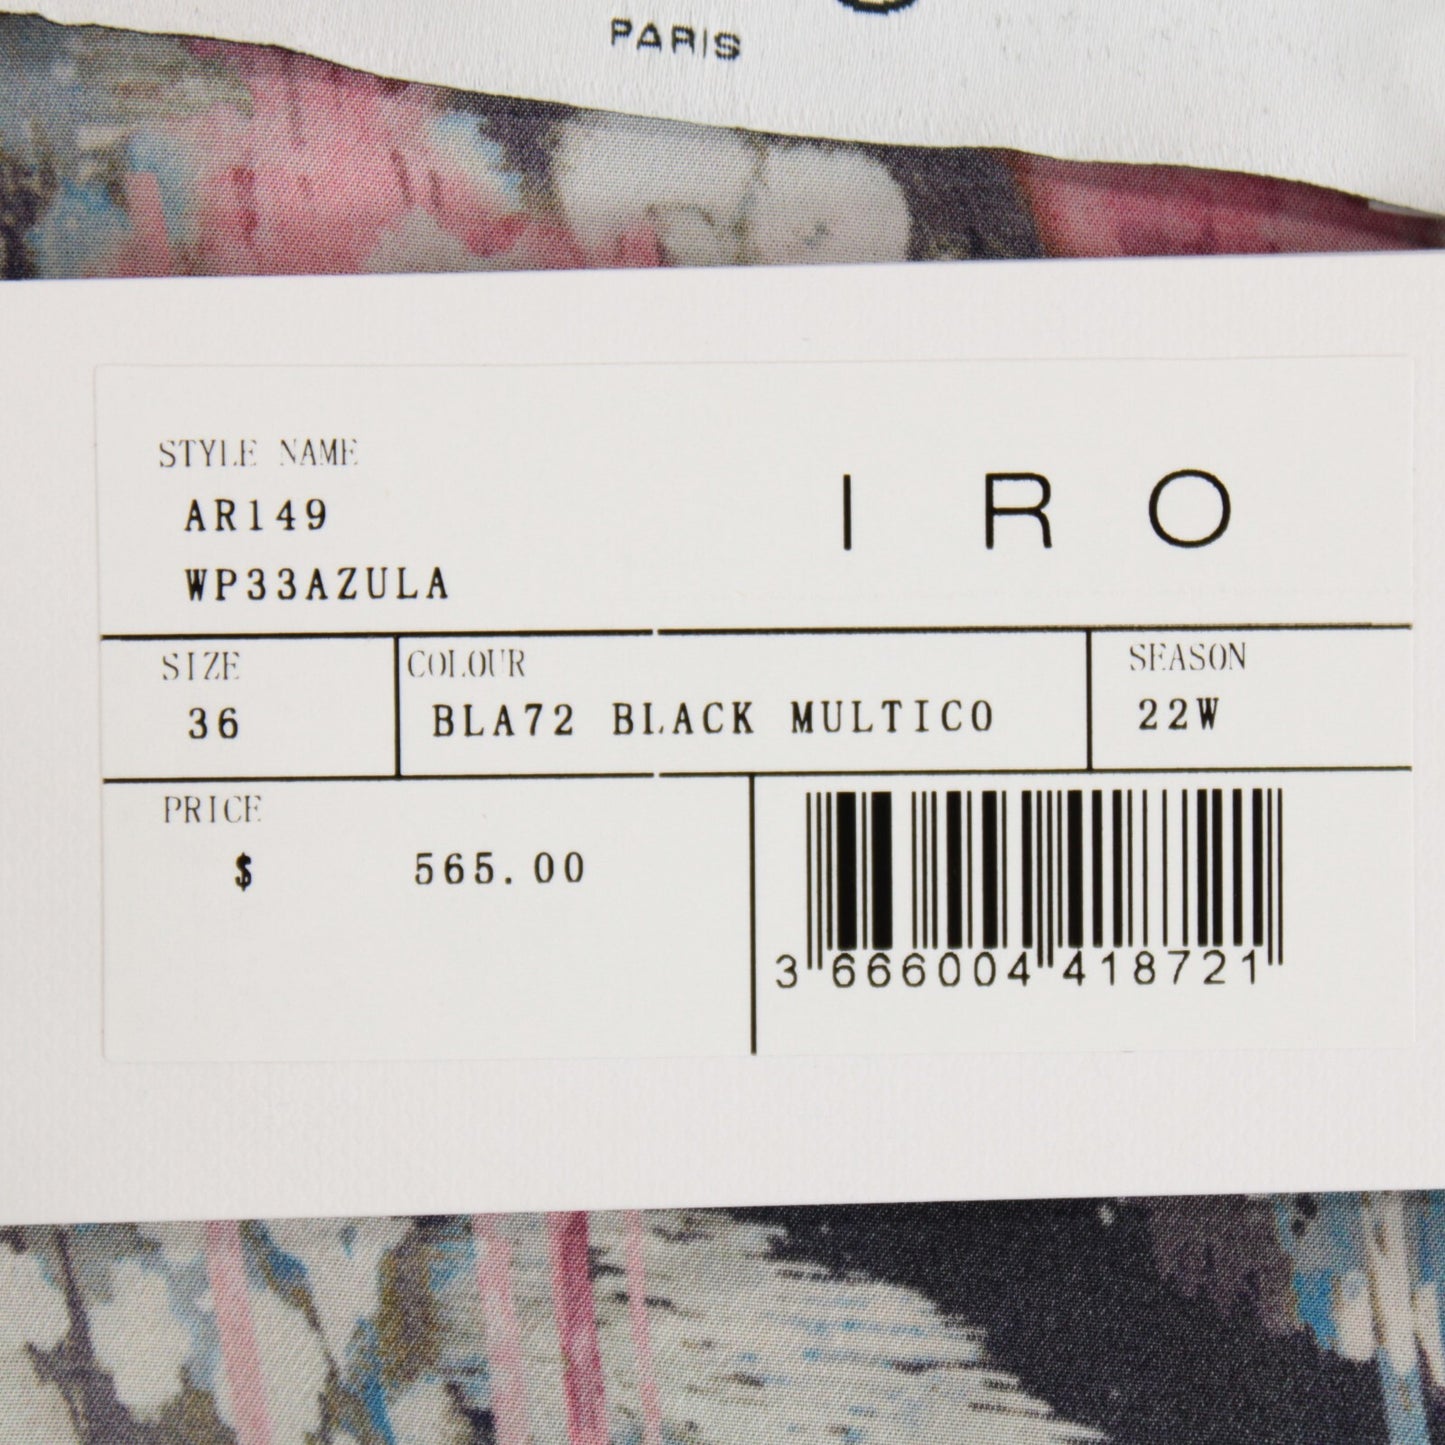 PARIS
STYLE NAME
AR149
WP33AZULA
IRO
SIZE
36
COLOUR
BLA72 BLACK MULTICO
SEASON
22W
PRICE
$ 565.00
3 666004 418721